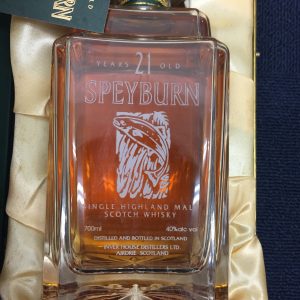 YEARS 21 OLD
SPEYBURN
SINGLE HIGHLAND MALT
SCOTCH WHISKY
700ml 40%alc vol
DISTILLED AND BOTTLED IN SCOTLAND
INVER HOUSE DISTILLERS LTD.
AIRDRIE · SCOTLAND